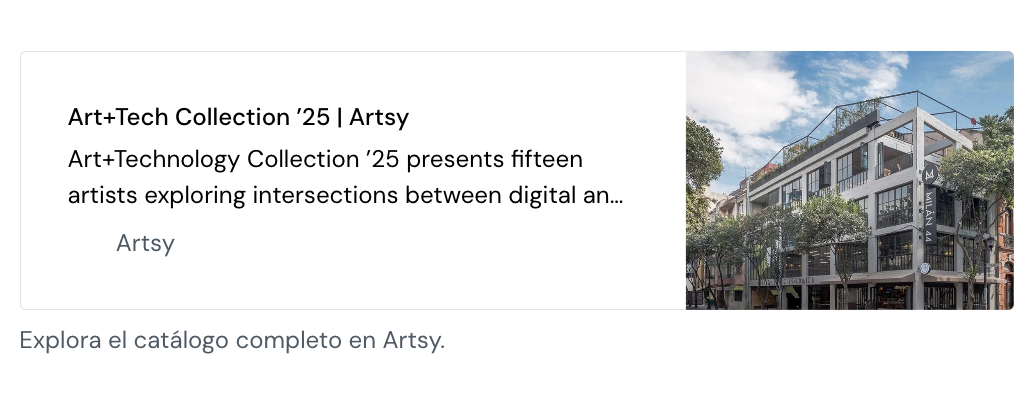 Art+Tech Collection ’25 | Artsy
Art+Technology Collection ’25 presents fifteen
artists exploring intersections between digital an...
Artsy
MILÁN 44
Explora el catálogo completo en Artsy.